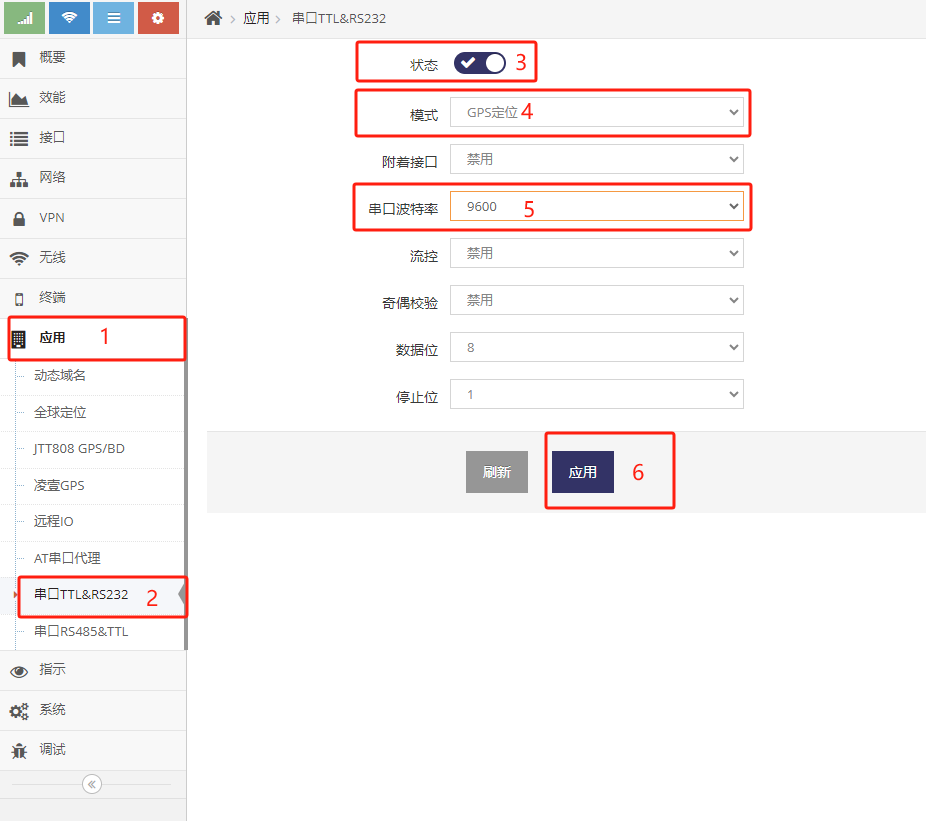 应用 串口TTL&RS232
概要
效能
接口
网络
VPN
无线
终端
应用 1
动态域名
全球定位
JTT808 GPS/BD
凌壹GPS
远程IO
AT串口代理
串口TTL&RS232 2
串口RS485&TTL
指示
系统
调试
状态 3
模式 GPS定位 4
附着接口 禁用
串口波特率 9600 5
流控 禁用
奇偶校验 禁用
数据位 8
停止位 1
刷新 应用 6